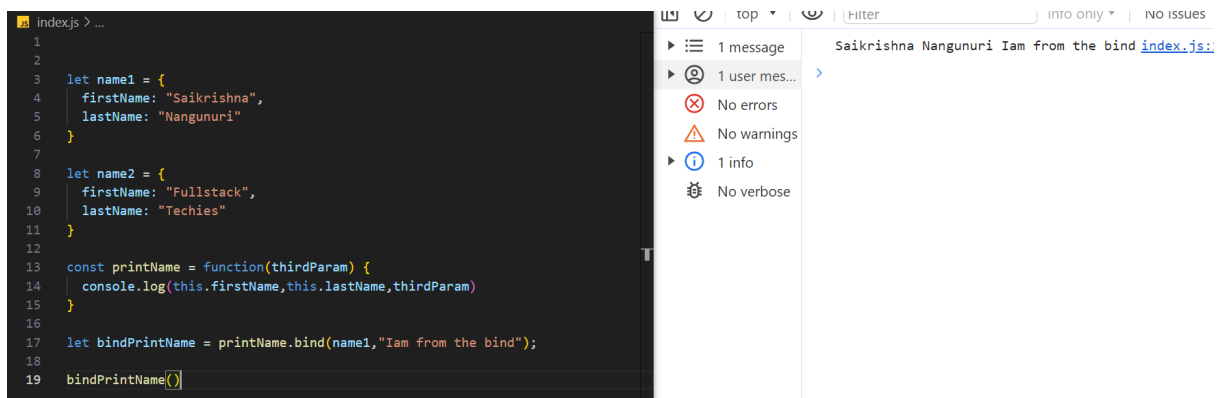 JS index.js > ...
1
2
3 let name1 = {
4 firstName: "Saikrishna",
5 lastName: "Nangunuri"
6 }
7
8 let name2 = {
9 firstName: "Fullstack",
10 lastName: "Techies"
11 }
12
13 const printName = function(thirdParam) {
14 console.log(this.firstName,this.lastName,thirdParam)
15 }
16
17 let bindPrintName = printName.bind(name1,"Iam from the bind");
18
19 bindPrintName()
top Filter Info only No Issues
1 message
1 user mes...
No errors
No warnings
1 info
No verbose
Saikrishna Nangunuri Iam from the bind index.js:
>